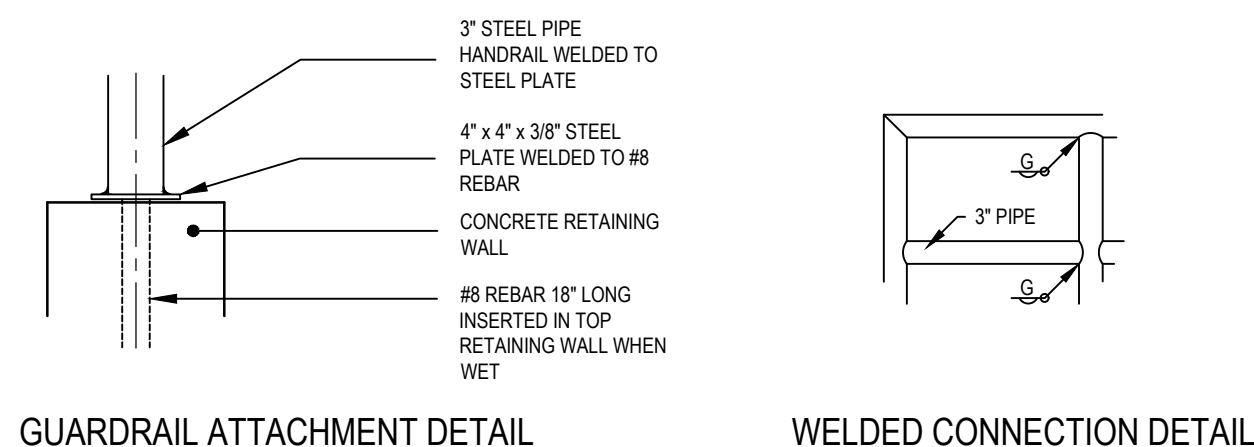 3" STEEL PIPE
HANDRAIL WELDED TO
STEEL PLATE
4" x 4" x 3/8" STEEL
PLATE WELDED TO #8
REBAR
CONCRETE RETAINING
WALL
#8 REBAR 18" LONG
INSERTED IN TOP
RETAINING WALL WHEN
WET
GUARDRAIL ATTACHMENT DETAIL
G
3" PIPE
G
WELDED CONNECTION DETAIL